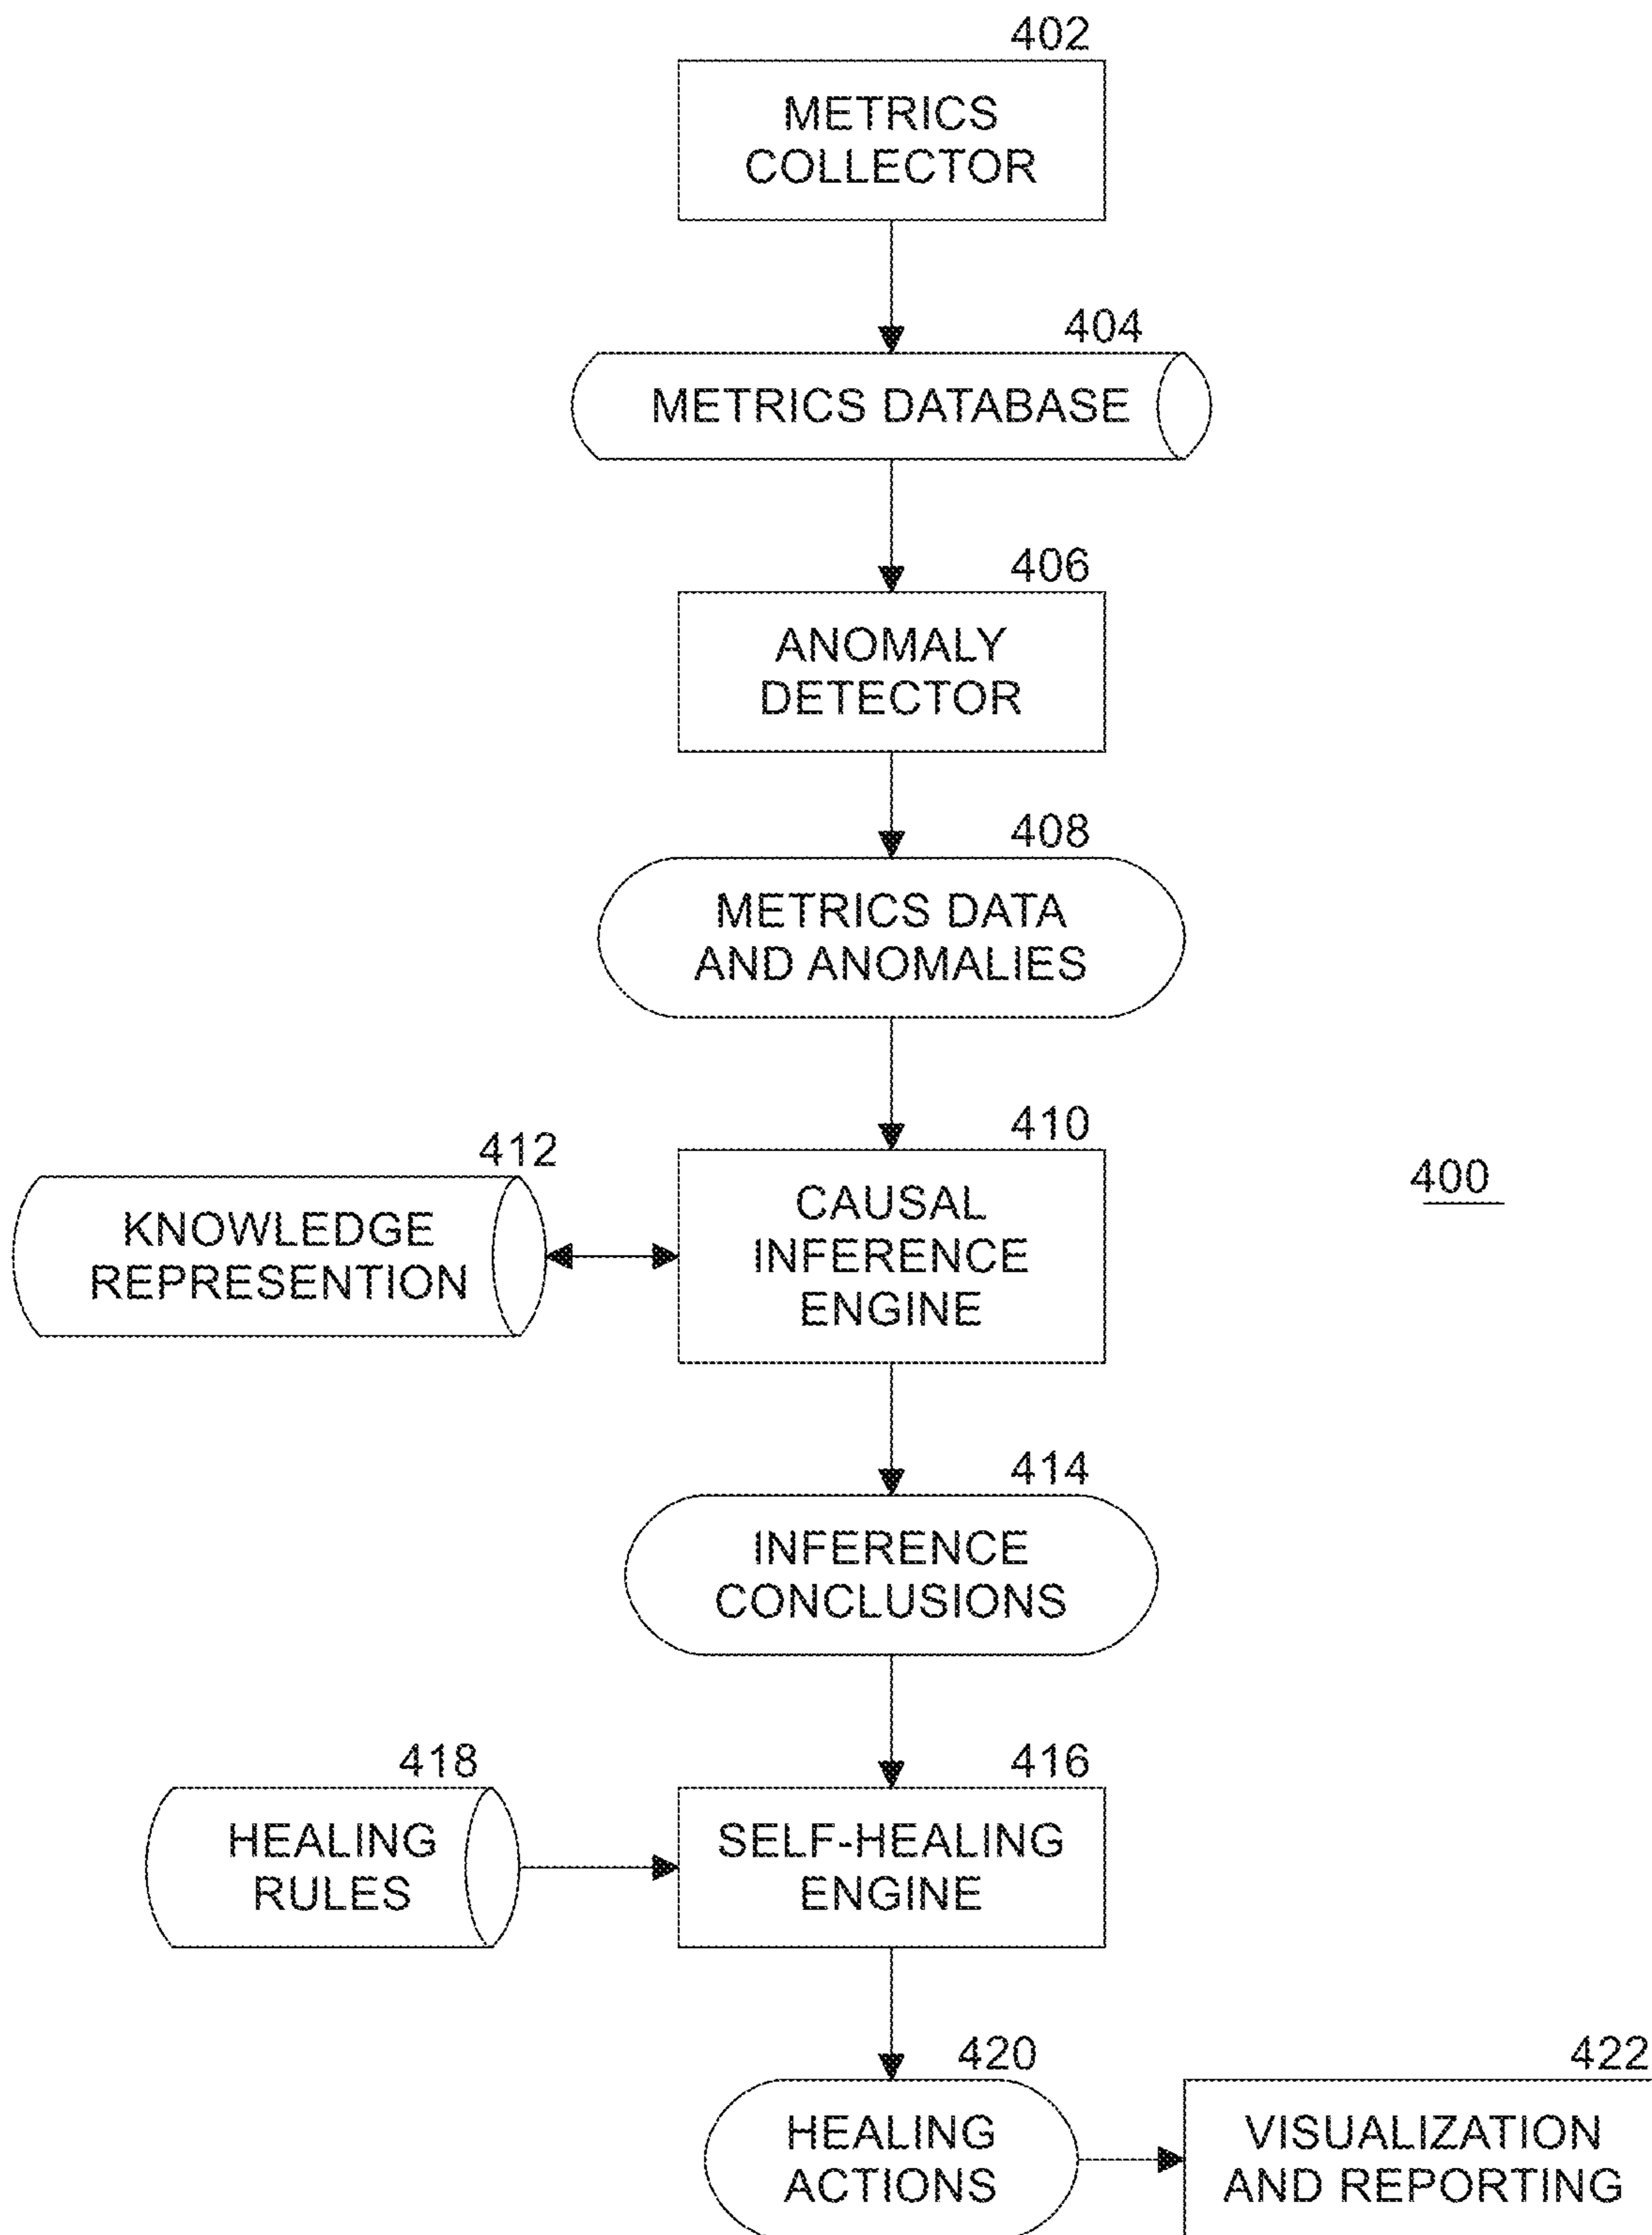 402
METRICS
COLLECTOR
404
METRICS DATABASE
406
ANOMALY
DETECTOR
408
METRICS DATA
AND ANOMALIES
410
CAUSAL
INFERENCE
ENGINE
412
KNOWLEDGE
REPRESENTION
400
414
INFERENCE
CONCLUSIONS
418
HEALING
RULES
416
SELF-HEALING
ENGINE
420
HEALING
ACTIONS
422
VISUALIZATION
AND REPORTING